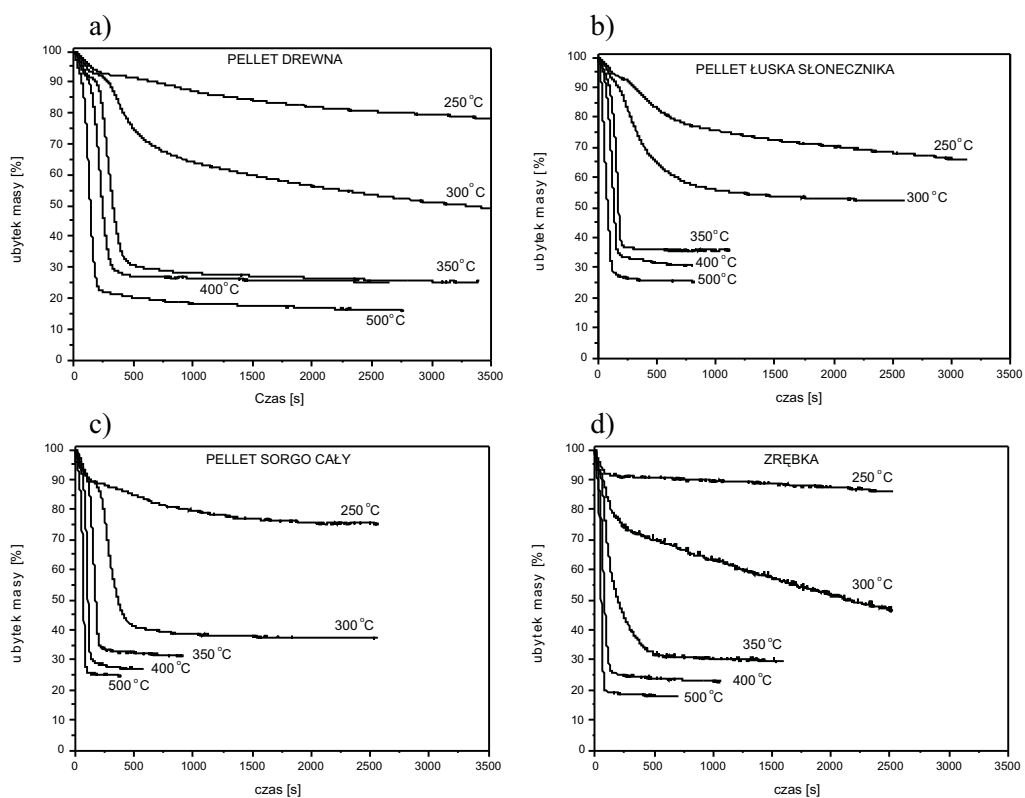 a)
PELLET DREWNA
100
90
80
70
60
50
40
30
20
10
0
ubytek masy [%]
250°C
300°C
350°C
400°C
500°C
0 500 1000 1500 2000 2500 3000 3500
Czas [s]
b)
PELLET ŁUSKA SŁONECZNIKA
100
90
80
70
60
50
40
30
20
10
0
ubytek masy [%]
250°C
300°C
350°C
400°C
500°C
0 500 1000 1500 2000 2500 3000 3500
czas [s]
c)
PELLET SORGO CAŁY
100
90
80
70
60
50
40
30
20
10
0
ubytek masy [%]
250°C
300°C
350°C
400°C
500°C
0 500 1000 1500 2000 2500 3000 3500
czas [s]
d)
ZRĘBKA
100
90
80
70
60
50
40
30
20
10
0
ubytek masy [%]
250°C
300°C
350°C
400°C
500°C
0 500 1000 1500 2000 2500 3000 3500
czas [s]